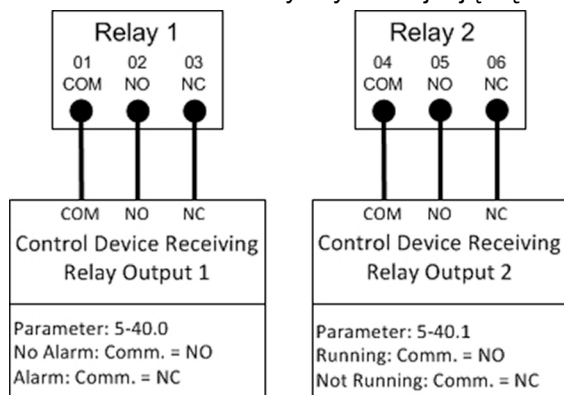 Relay 1
01 02 03
COM NO NC
COM NO NC
Control Device Receiving
Relay Output 1
Parameter: 5-40.0
No Alarm: Comm. = NO
Alarm: Comm. = NC
Relay 2
04 05 06
COM NO NC
COM NO NC
Control Device Receiving
Relay Output 2
Parameter: 5-40.1
Running: Comm. = NO
Not Running: Comm. = NC